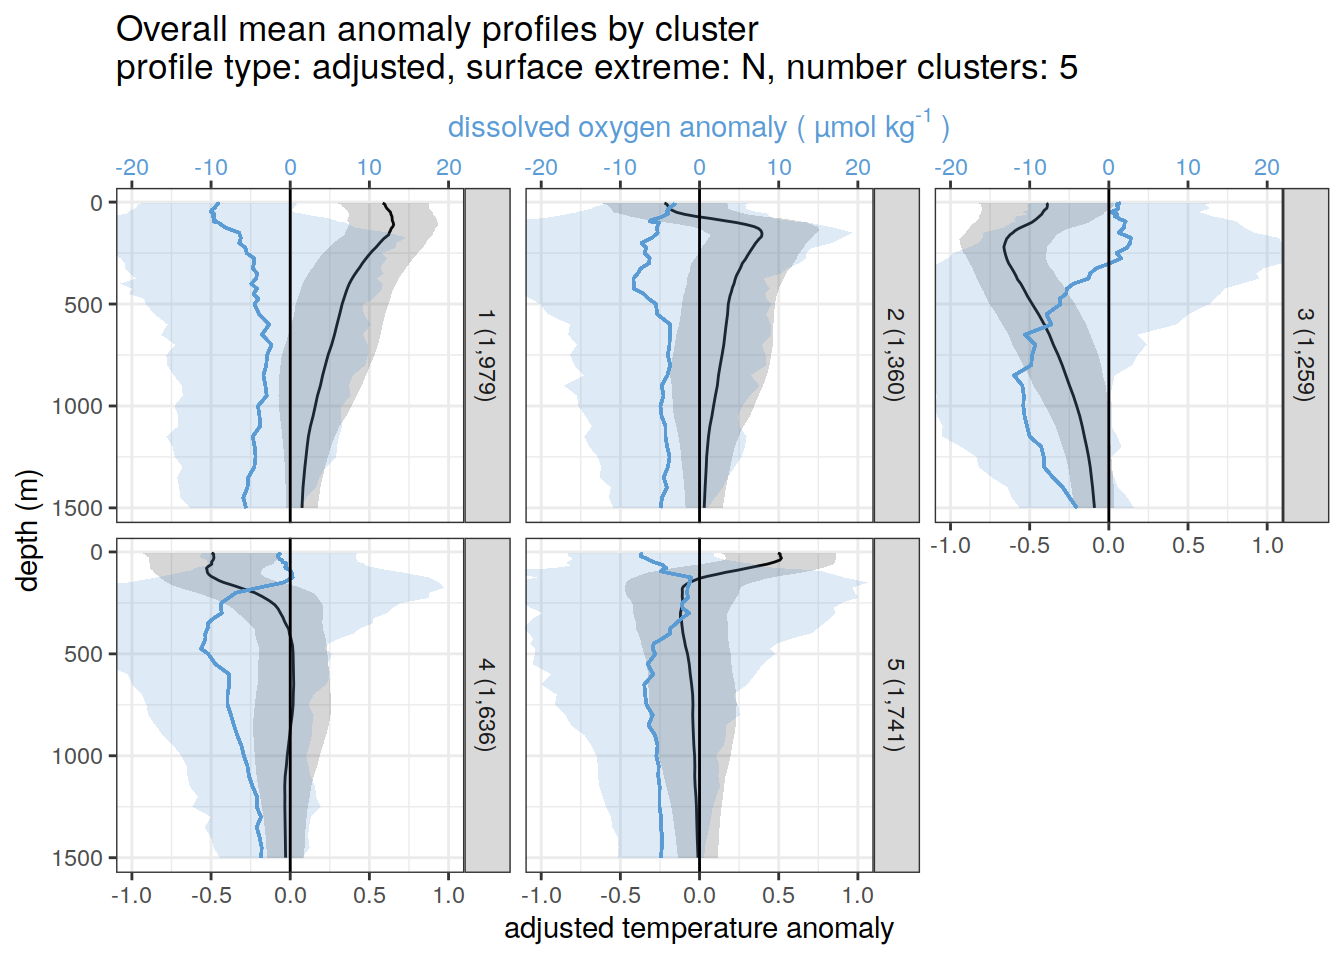 Overall mean anomaly profiles by cluster
profile type: adjusted, surface extreme: N, number clusters: 5
dissolved oxygen anomaly ( µmol kg⁻¹ )
-20 -10 0 10 20 -20 -10 0 10 20 -20 -10 0 10 20
0
500
1000
1500
1 (1,979)
2 (1,360)
3 (1,259)
-1.0 -0.5 0.0 0.5 1.0
depth (m)
0
500
1000
1500
4 (1,636)
5 (1,741)
-1.0 -0.5 0.0 0.5 1.0 -1.0 -0.5 0.0 0.5 1.0
adjusted temperature anomaly